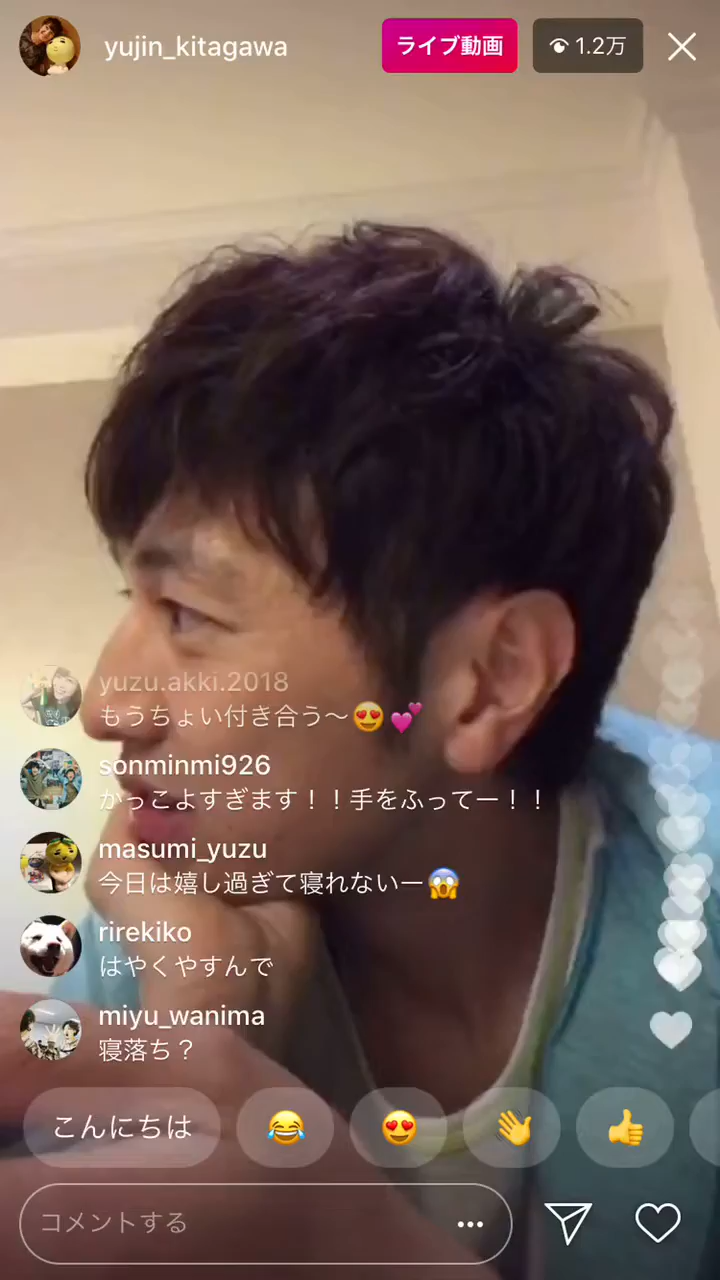 yujin_kitagawa
ライブ動画
1.2万
yuzu.akki.2018
もうちょい付き合う〜😍💕
sonminmi926
かっこよすぎます！！手をふってー！！
masumi_yuzu
今日は嬉し過ぎて寝れないー😱
rirekiko
はやくやすんで
miyu_wanima
寝落ち？
こんにちは
コメントする